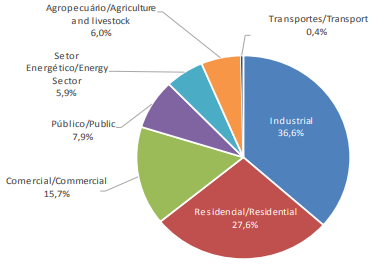 Agropecuário/Agriculture
and livestock
6,0%
Transportes/Transport
0,4%
Setor
Energético/Energy
Sector
5,9%
Público/Public
7,9%
Industrial
36,6%
Comercial/Commercial
15,7%
Residencial/Residential
27,6%